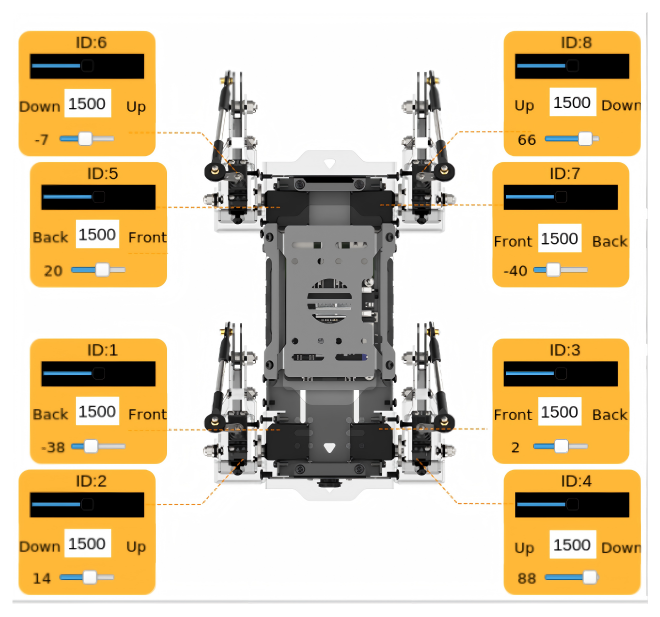 ID:6
Down 1500 Up
-7
ID:8
Up 1500 Down
66
ID:5
Back 1500 Front
20
ID:7
Front 1500 Back
-40
ID:1
Back 1500 Front
-38
ID:3
Front 1500 Back
2
ID:2
Down 1500 Up
14
ID:4
Up 1500 Down
88